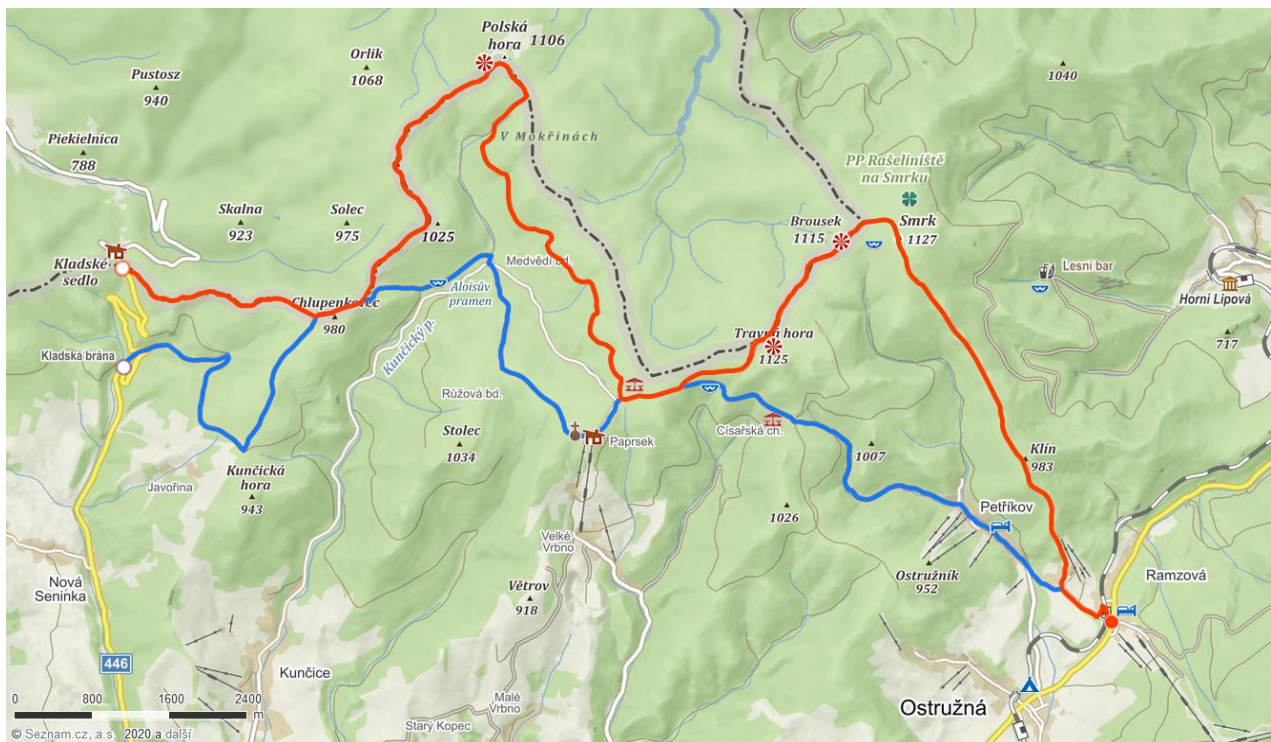 Polská
hora 1106
Orlik
1068
Pustosz
940
1040
Piekielnica
788
V Mokřinách
PP Rašeliniště
na Smrku
Skalna
923
Solec
975
1025
Brousek
1115
Smrk
1127
Kladské
sedlo
Medvědí bd.
Lesní bar
Aloisův
pramen
Horní Lipová
Chlupenkovec
980
Kunčický p.
Travná hora
1125
717
Kladska brána
Růžová bd.
Stolec
1034
Paprsek
Císařská ch.
1007
Klín
983
Kunčická
hora
943
Javořina
1026
Petříkov
Velké
Vrbno
Nová
Seninka
Větrov
918
Ostružník
952
Ramzová
446
Kunčice
Malé
Vrbno
Ostružná
Starý Kopec
0 800 1600 2400
m
© Seznam.cz, a.s. 2020 a další